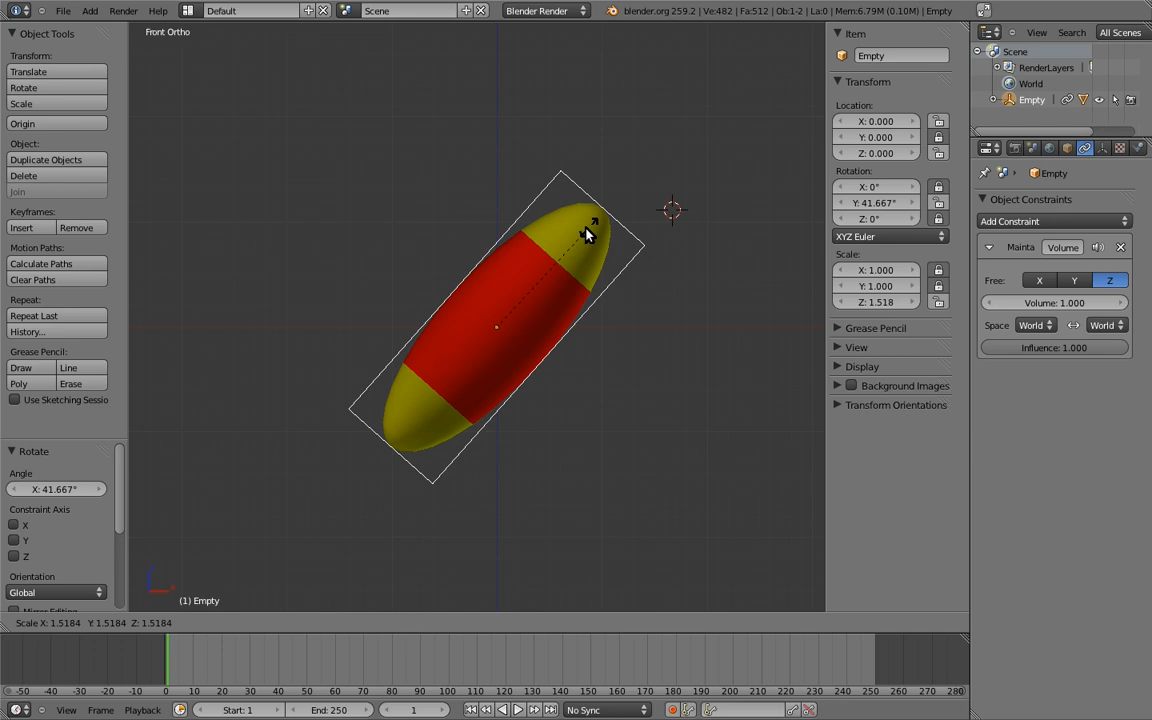 File Add Render Help Default Scene Blender Render blender.org 259.2 | Ve:482 | Fa:512 | Ob:1-2 | La:0 | Mem:6.79M (0.10M) | Empty
Object Tools
Transform:
Translate
Rotate
Scale
Origin
Object:
Duplicate Objects
Delete
Join
Keyframes:
Insert Remove
Motion Paths:
Calculate Paths
Clear Paths
Repeat:
Repeat Last
History...
Grease Pencil:
Draw Line
Poly Erase
Use Sketching Sessio
Rotate
Angle
X: 41.667°
Constraint Axis
X
Y
Z
Orientation
Global
Front Ortho
(1) Empty
Scale X: 1.5184 Y: 1.5184 Z: 1.5184
Item
Empty
Transform
Location:
X: 0.000
Y: 0.000
Z: 0.000
Rotation:
X: 0°
Y: 41.667°
Z: 0°
XYZ Euler
Scale:
X: 1.000
Y: 1.000
Z: 1.518
Grease Pencil
View
Display
Background Images
Transform Orientations
View Search All Scenes
Scene
RenderLayers
World
Empty
Empty
Object Constraints
Add Constraint
Mainta Volume
Free: X Y Z
Volume: 1.000
Space World World
Influence: 1.000
-50 -40 -30 -20 -10 0 10 20 30 40 50 60 70 80 90 100 110 120 130 140 150 160 170 180 190 200 210 220 230 240 250 260 270 280
View Frame Playback Start: 1 End: 250 1 No Sync